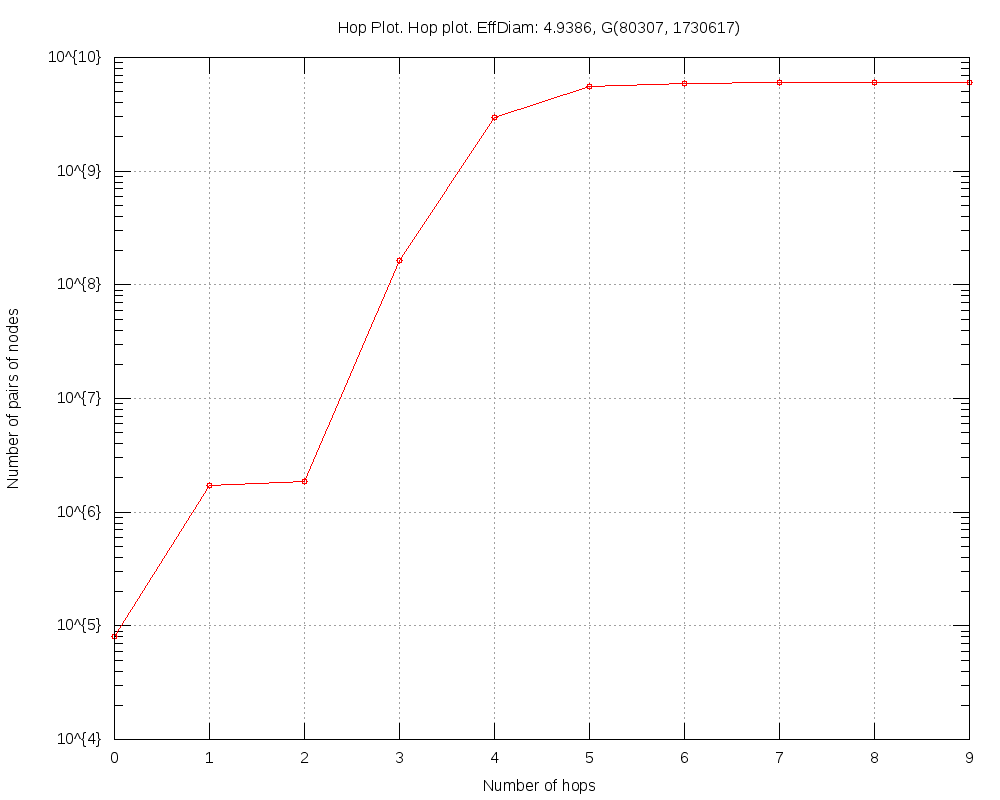 Hop Plot. Hop plot. EffDiam: 4.9386, G(80307, 1730617)
10^{10}
10^{9}
10^{8}
10^{7}
10^{6}
10^{5}
10^{4}
Number of pairs of nodes
0 1 2 3 4 5 6 7 8 9
Number of hops